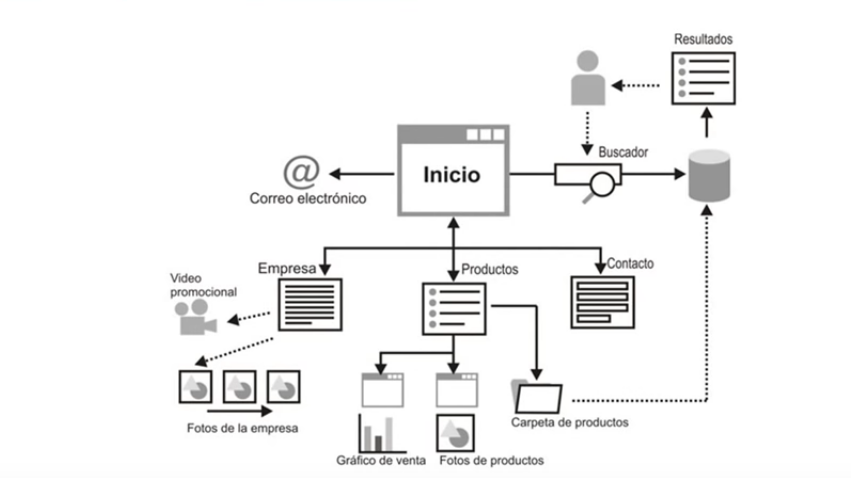 Resultados
Buscador
Inicio
@
Correo electrónico
Empresa
Productos
Contacto
Video
promocional
Fotos de la empresa
Carpeta de productos
Gráfico de venta
Fotos de productos